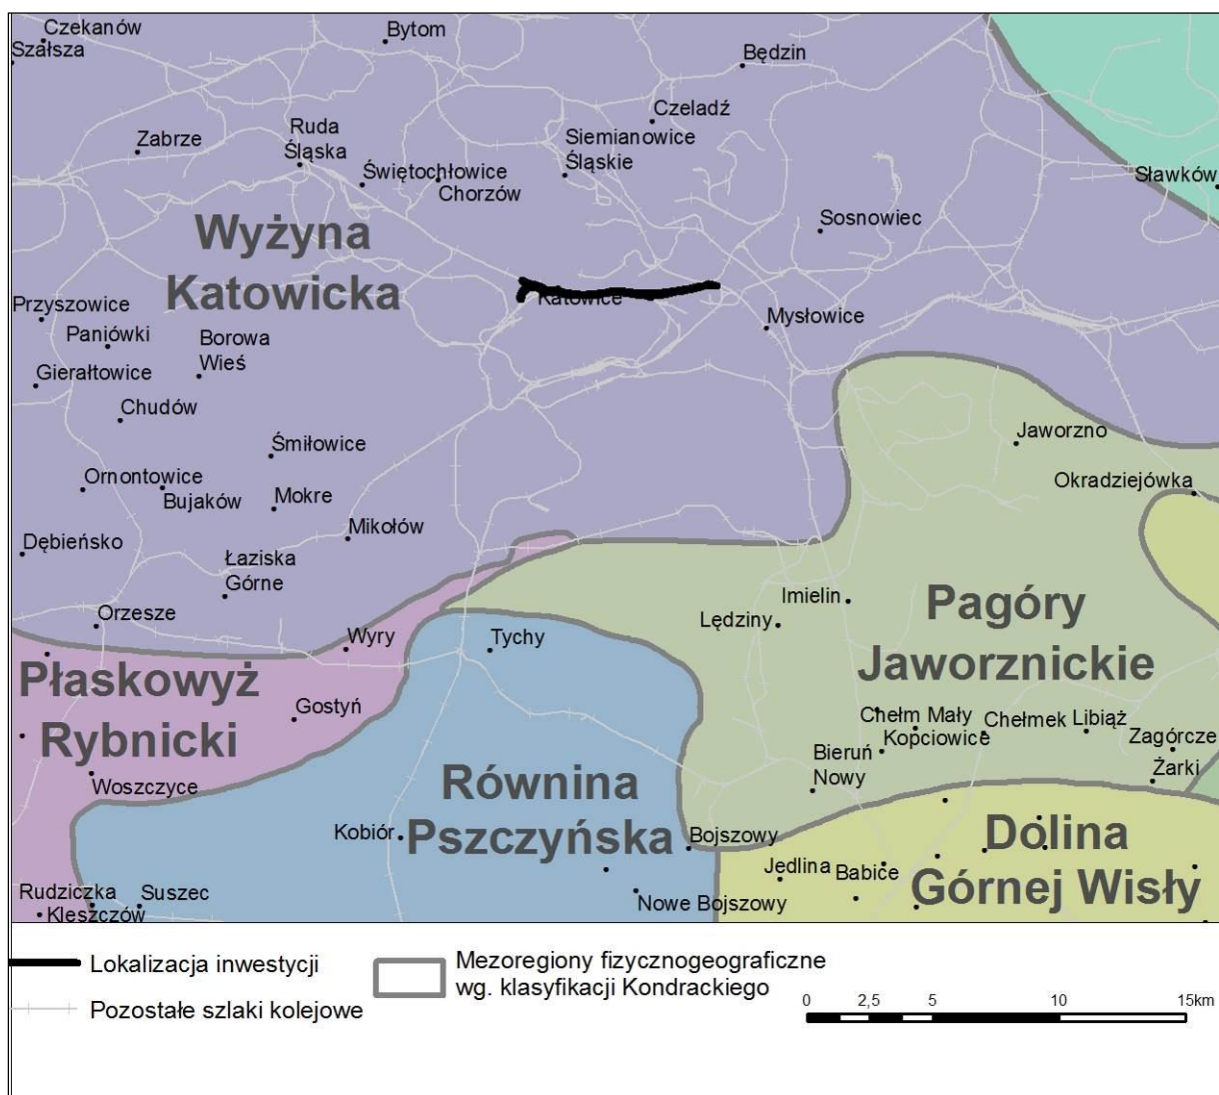 Czekanów
Szałsza
Bytom
Będzin
Czeladź
Zabrze
Ruda
Śląska
Siemianowice
Śląskie
Świętochłowice
Chorzów
Sławków
Sosnowiec
Wyżyna
Katowicka
Katowice
Przyszowice
Paniówki
Borowa
Wieś
Mysłowice
Gierałtowice
Chudów
Śmiłowice
Jaworzno
Ornontowice
Bujaków
Mokre
Okradziejówka
Mikołów
Dębieńsko
Łaziska
Górne
Orzesze
Imielin
Lędziny
Pagóry
Jaworznickie
Wyry
Tychy
Płaskowyż
Rybnicki
Gostyń
Chełm Mały
Kopciowice
Chełmek
Libiąż
Zagórcze
Żarki
Bieruń
Nowy
Woszczyce
Równina
Pszczyńska
Kobiór
Bojszowy
Dolina
Górnej Wisły
Jedlina
Babice
Rudziczka
Kleszczów
Suszec
Nowe Bojszowy
Lokalizacja inwestycji
Pozostałe szlaki kolejowe
Mezoregiony fizycznogeograficzne
wg. klasyfikacji Kondrackiego
0 2,5 5 10 15km